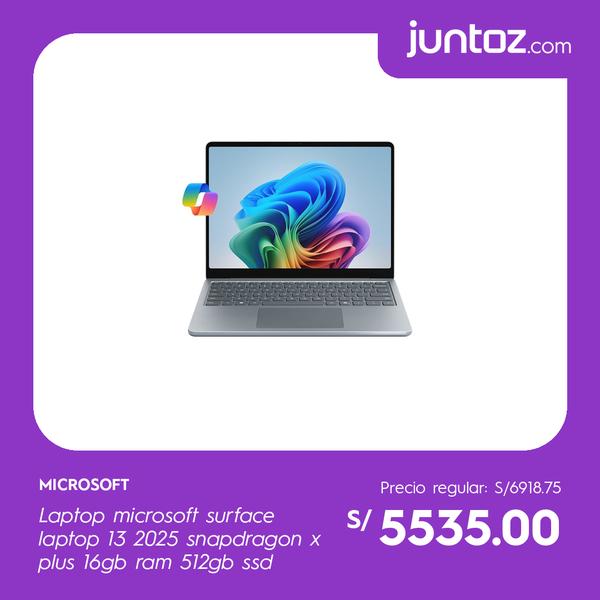 juntoz.com
MICROSOFT
Laptop microsoft surface
laptop 13 2025 snapdragon x
plus 16gb ram 512gb ssd
Precio regular: S/6918.75
S/ 5535.00